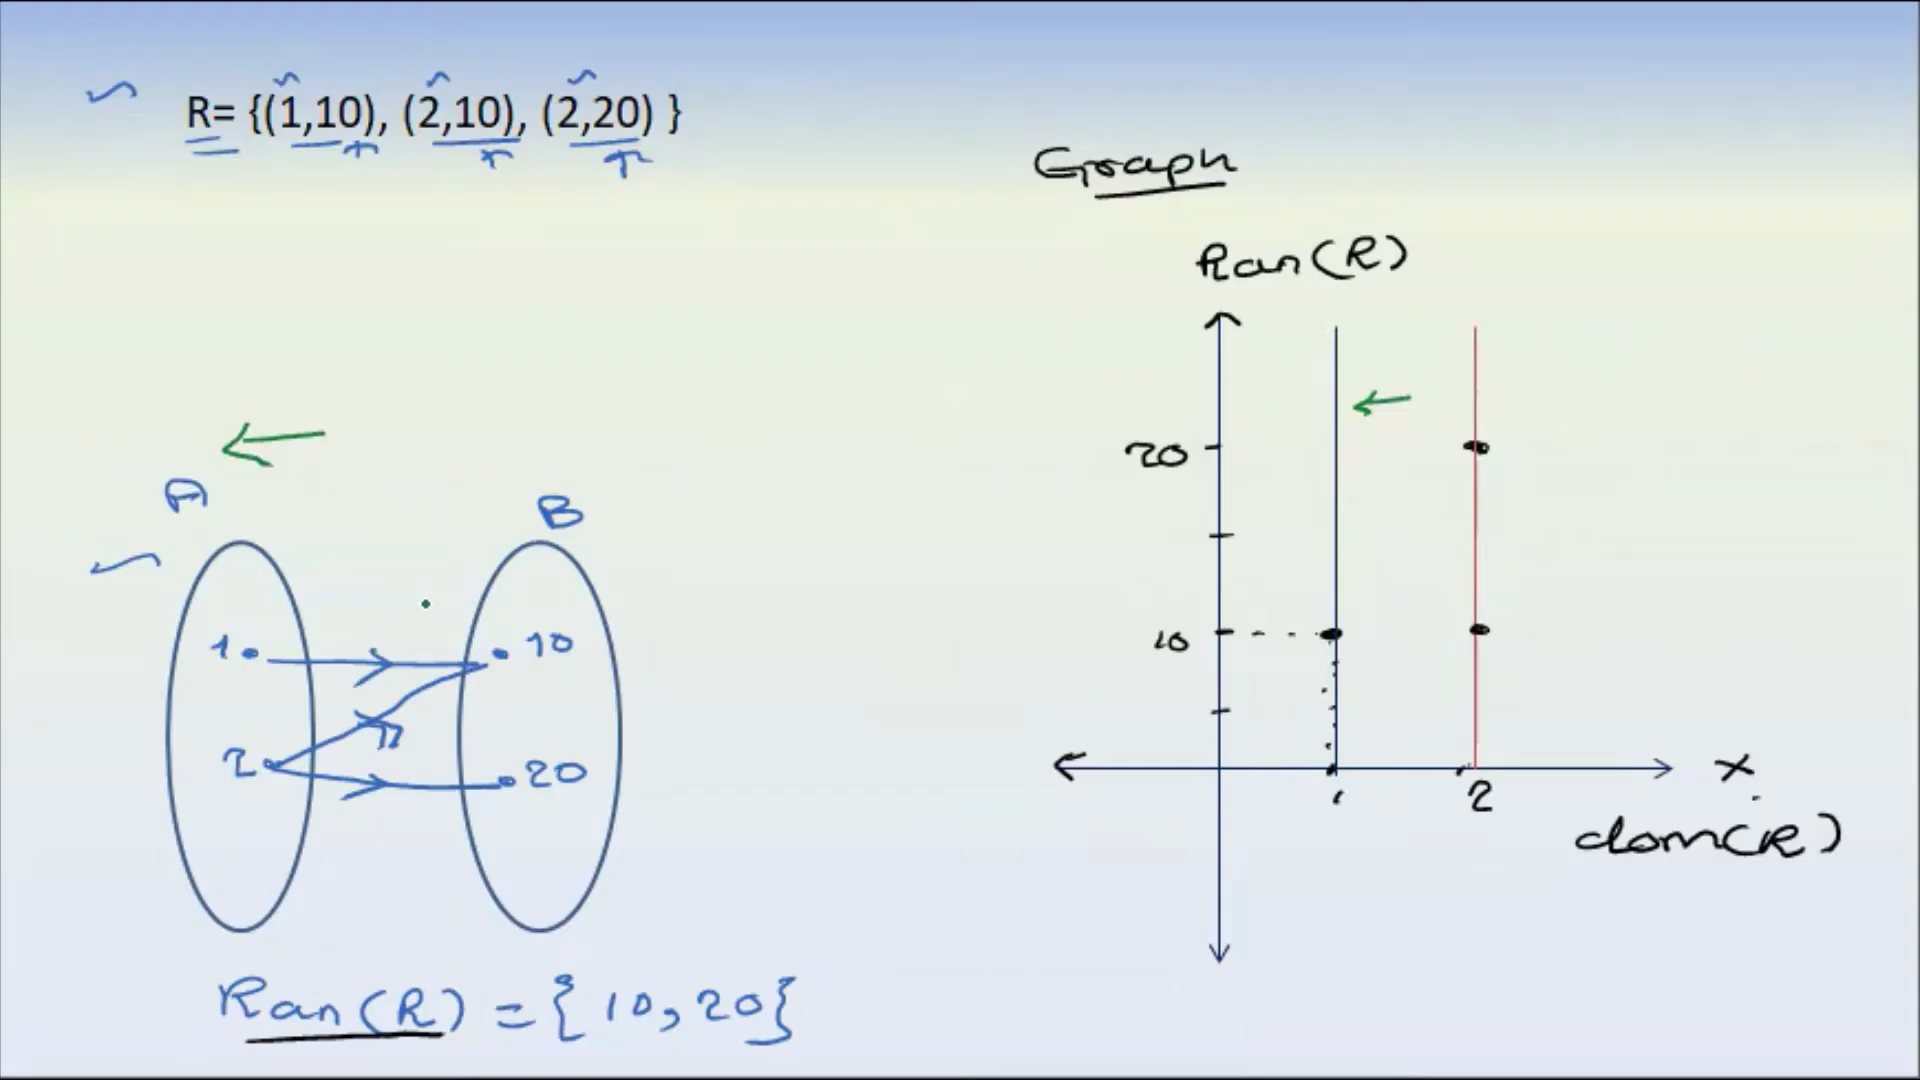 R= {(1,10), (2,10), (2,20) }
Graph
Ran(R)
20
10
1 2
x
dom(R)
A B
1 10
2 20
Ran(R) = {10,20}